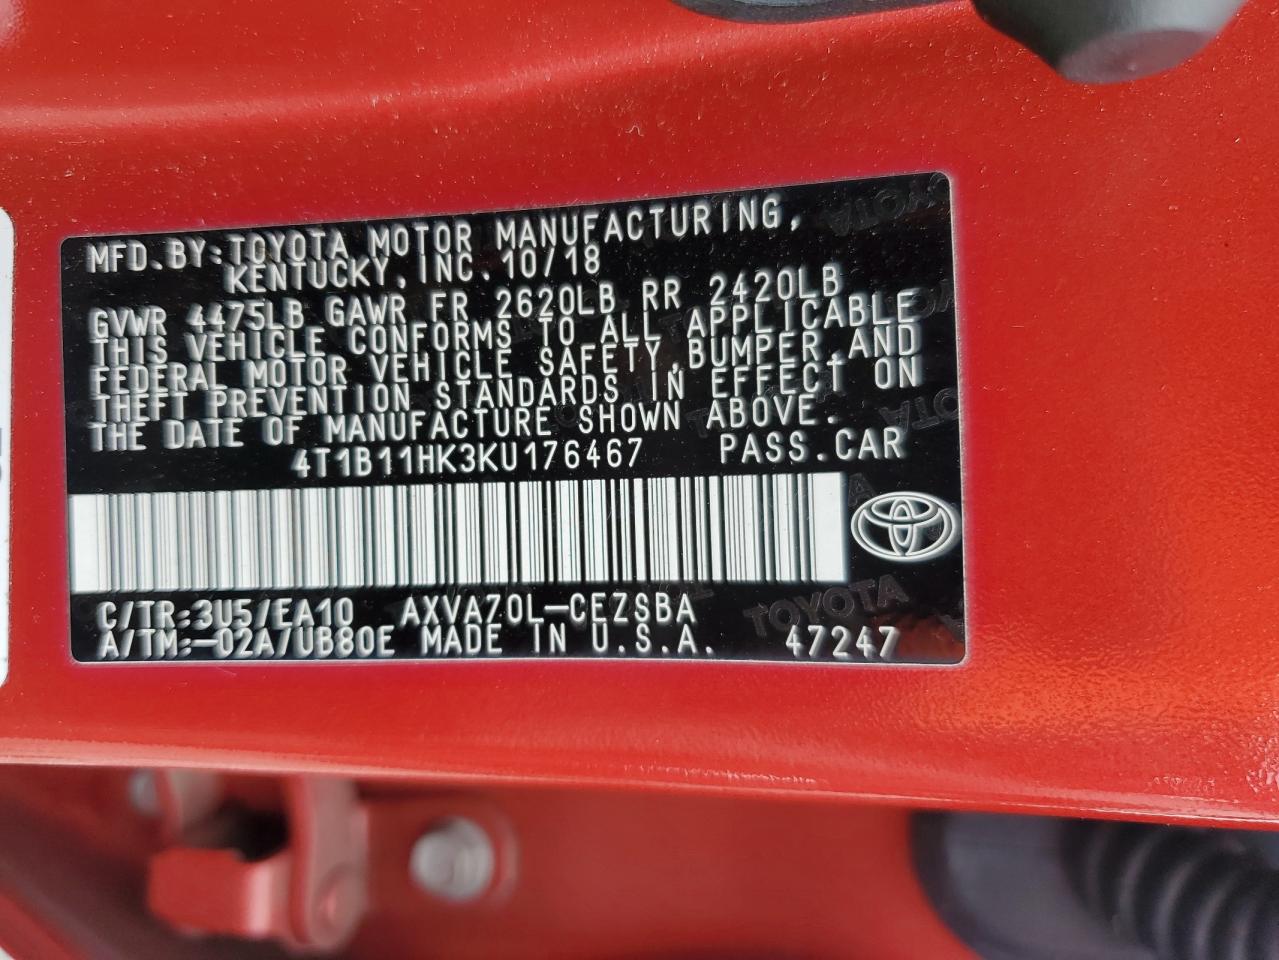 MFD.BY:TOYOTA MOTOR MANUFACTURING,
KENTUCKY,INC.10/18
GVWR 4475LB GAWR FR 2620LB RR 2420LB
THIS VEHICLE CONFORMS TO ALL APPLICABLE
FEDERAL MOTOR VEHICLE SAFETY,BUMPER,AND
THEFT PREVENTION STANDARDS IN EFFECT ON
THE DATE OF MANUFACTURE SHOWN ABOVE.
4T1B11HK3KU176467 PASS.CAR
C/TR:3U5/EA10 AXVA70L-CEZSBA
A/TM:-02A/UB80E MADE IN U.S.A. 47247
TOYOTA